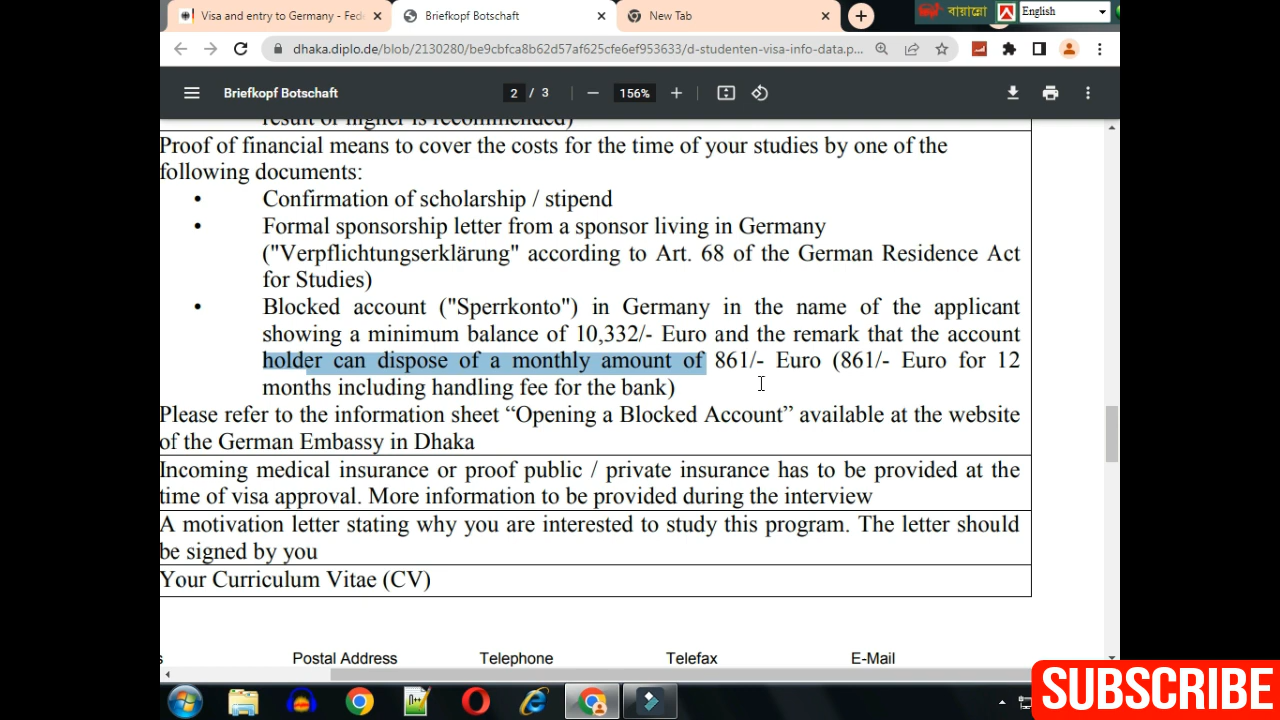 Visa and entry to Germany - Fede
Briefkopf Botschaft
New Tab
বায়ান্নো
English
dhaka.diplo.de/blob/2130280/be9cbfca8b62d57af625cfe6ef953633/d-studenten-visa-info-data.p...
Briefkopf Botschaft
2 / 3
156%
result or higher is recommended)
Proof of financial means to cover the costs for the time of your studies by one of the
following documents:
• Confirmation of scholarship / stipend
• Formal sponsorship letter from a sponsor living in Germany
("Verpflichtungserklärung" according to Art. 68 of the German Residence Act
for Studies)
• Blocked account ("Sperrkonto") in Germany in the name of the applicant
showing a minimum balance of 10,332/- Euro and the remark that the account
holder can dispose of a monthly amount of 861/- Euro (861/- Euro for 12
months including handling fee for the bank)
Please refer to the information sheet “Opening a Blocked Account” available at the website
of the German Embassy in Dhaka
Incoming medical insurance or proof public / private insurance has to be provided at the
time of visa approval. More information to be provided during the interview
A motivation letter stating why you are interested to study this program. The letter should
be signed by you
Your Curriculum Vitae (CV)
s Postal Address Telephone Telefax E-Mail
SUBSCRIBE